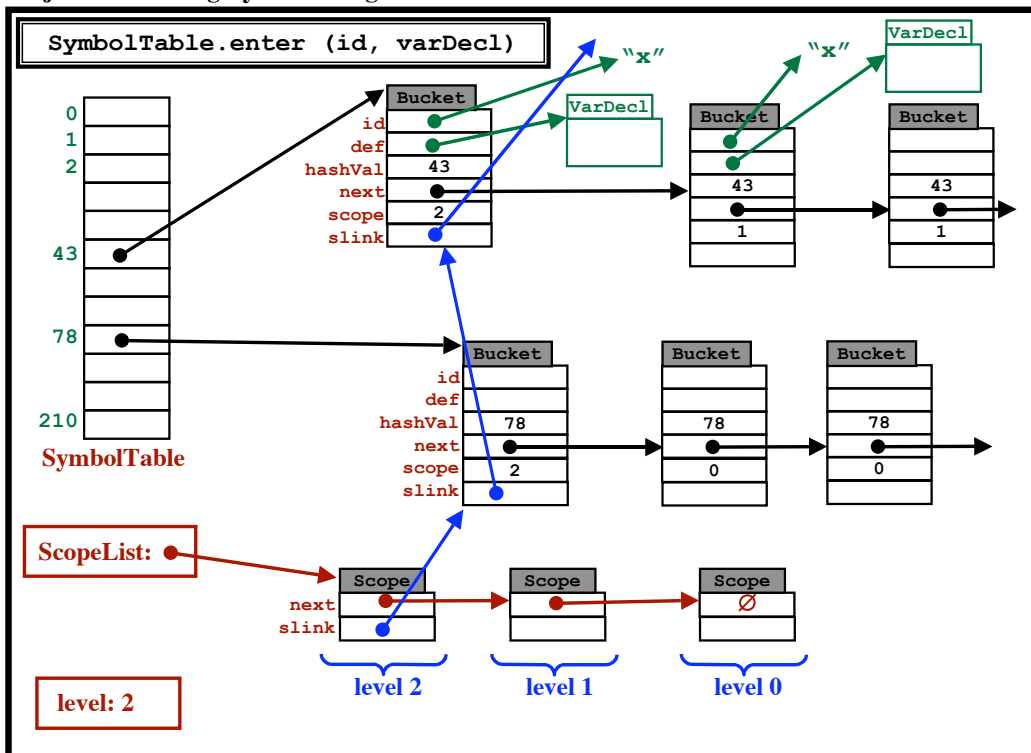 SymbolTable.enter (id, varDecl)
"x"
"x"
VarDecl
Bucket
VarDecl
Bucket
Bucket
0
id
1
def
2
hashVal
43
43
43
next
scope
2
1
1
slink
43
78
Bucket
Bucket
Bucket
id
def
210
hashVal
78
78
78
next
SymbolTable
scope
2
0
0
slink
ScopeList:
Scope
Scope
Scope
next
∅
slink
level 2
level 1
level 0
level: 2